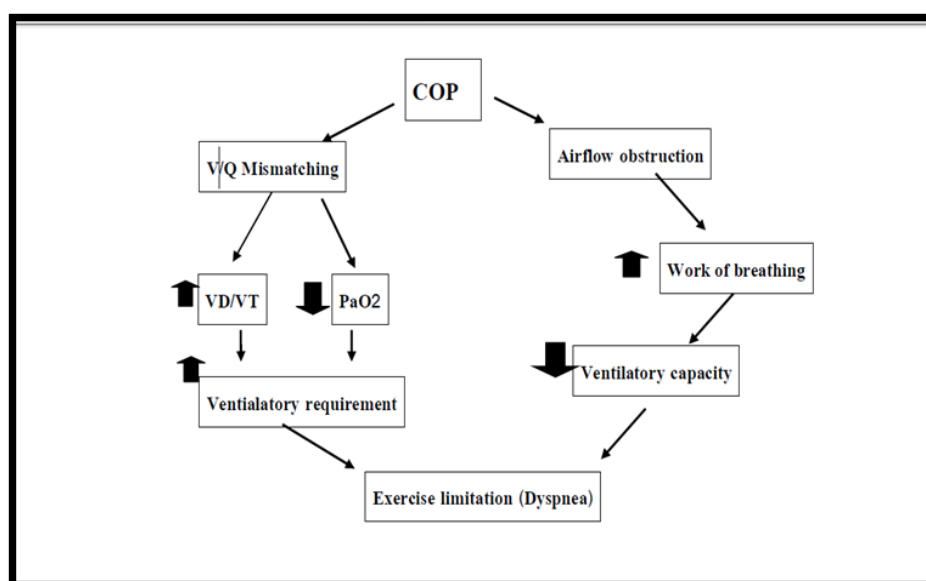 COP
V/Q Mismatching
Airflow obstruction
Work of breathing
VD/VT
PaO2
Ventilatory capacity
Ventialatory requirement
Exercise limitation (Dyspnea)